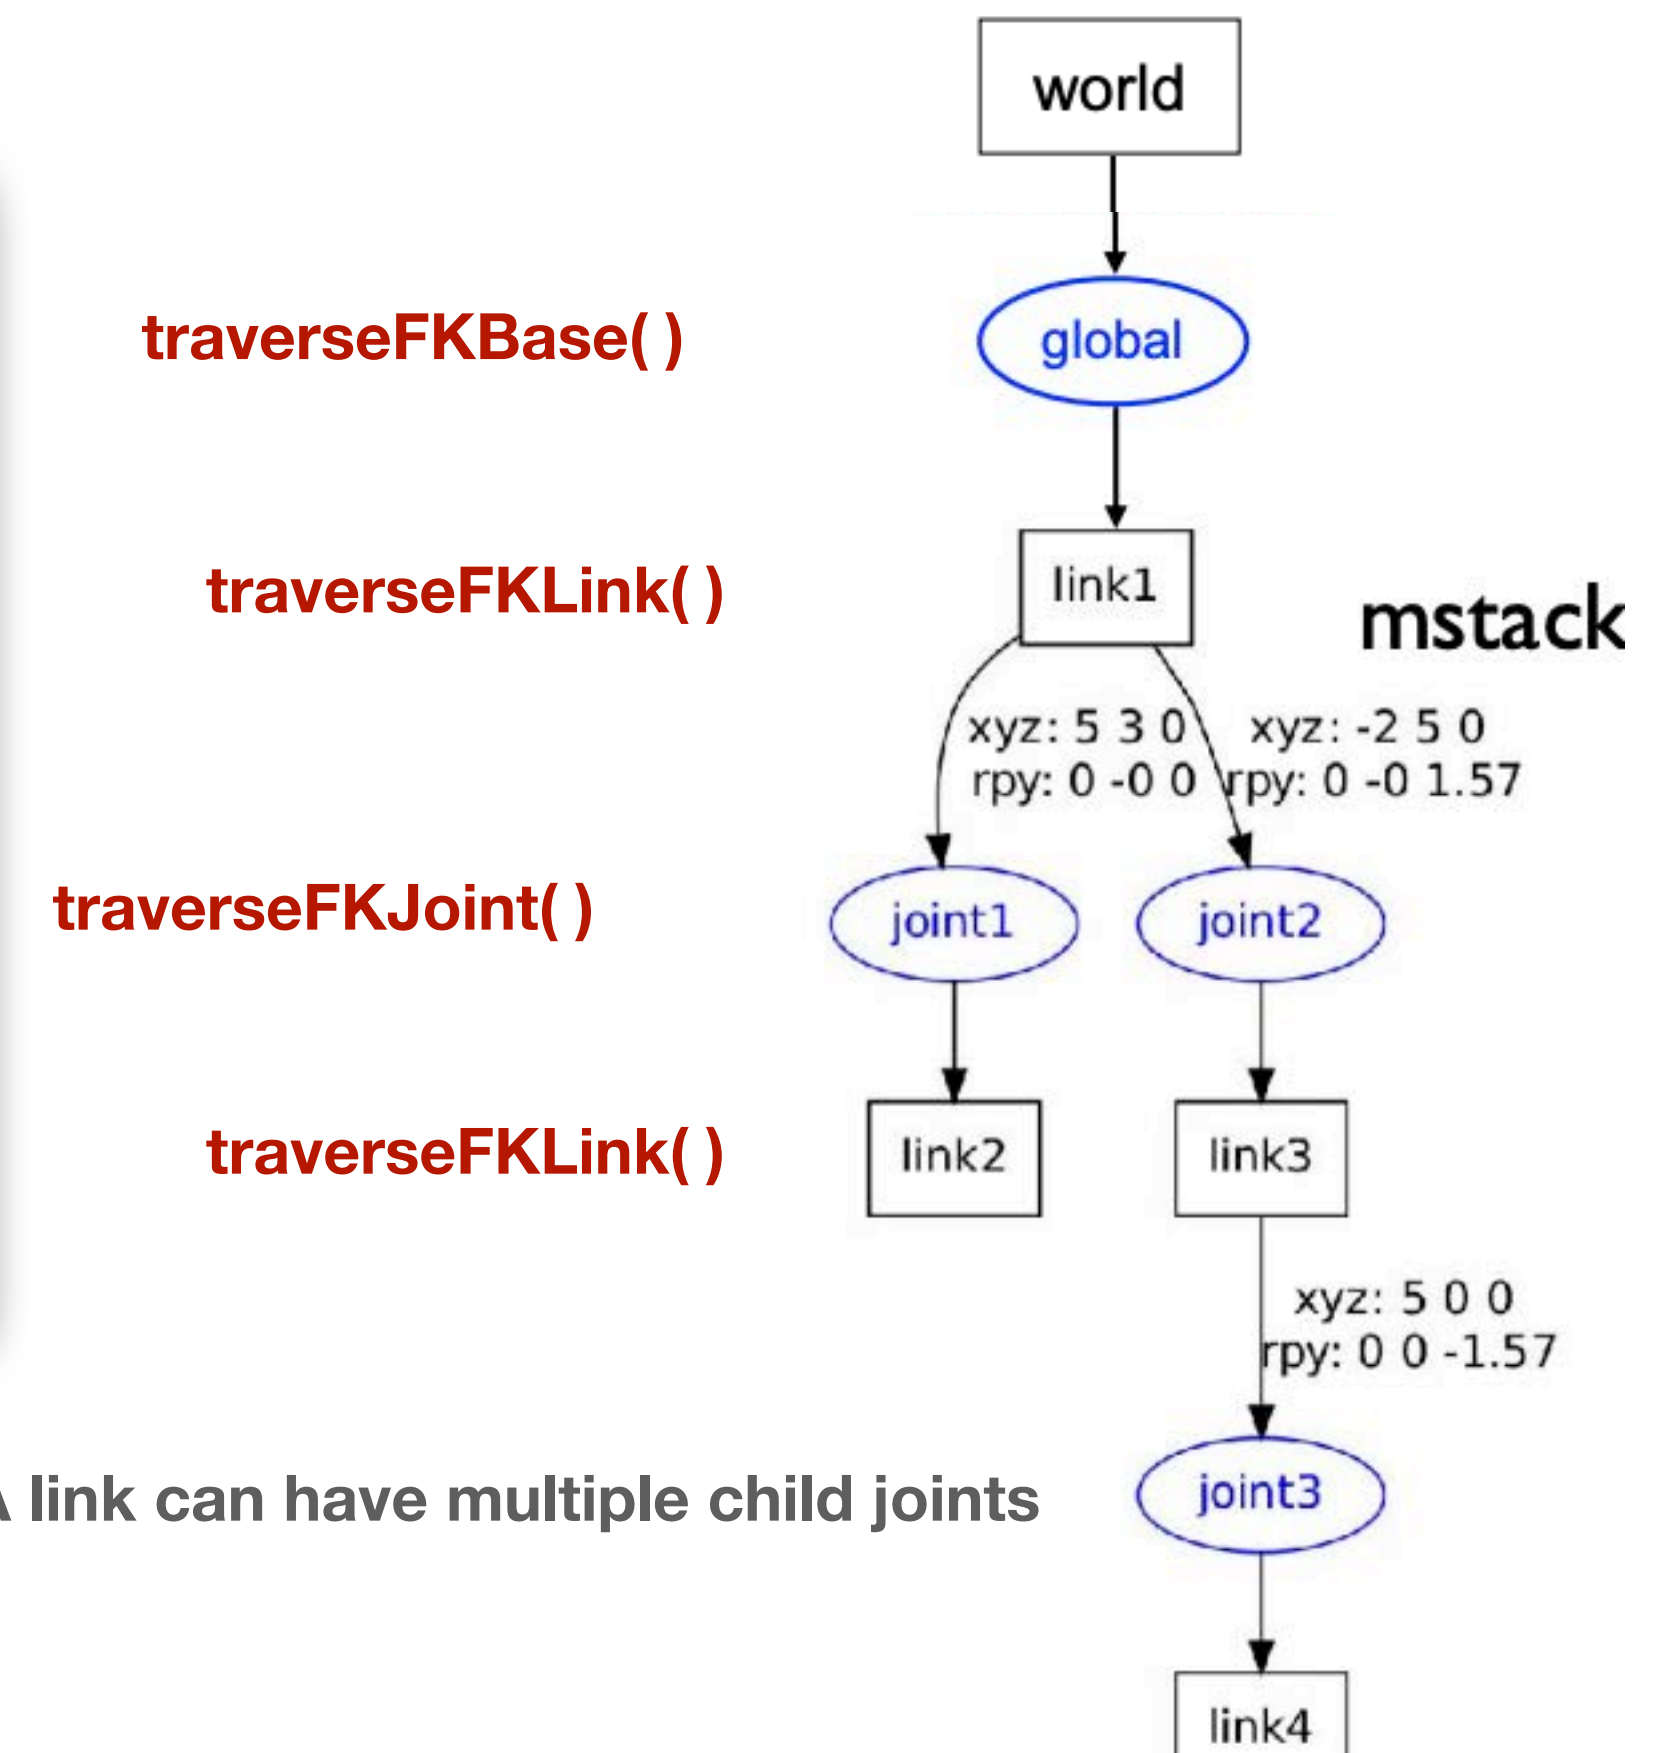 world
traverseFKBase( )
global
traverseFKLink( )
link1
mstack
xyz: 5 3 0
rpy: 0 -0 0
xyz: -2 5 0
rpy: 0 -0 1.57
traverseFKJoint( )
joint1
joint2
traverseFKLink( )
link2
link3
xyz: 5 0 0
rpy: 0 0 -1.57
A link can have multiple child joints
joint3
link4